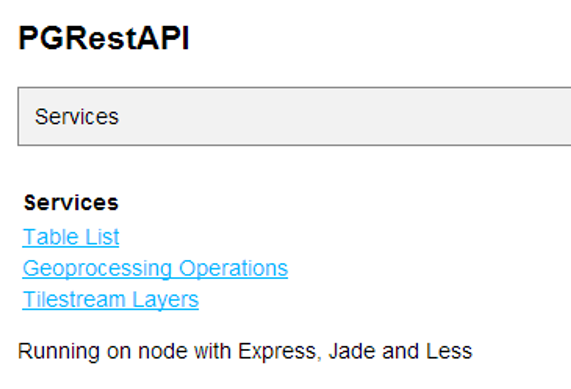 PGRestAPI
Services
Services
Table List
Geoprocessing Operations
Tilestream Layers
Running on node with Express, Jade and Less